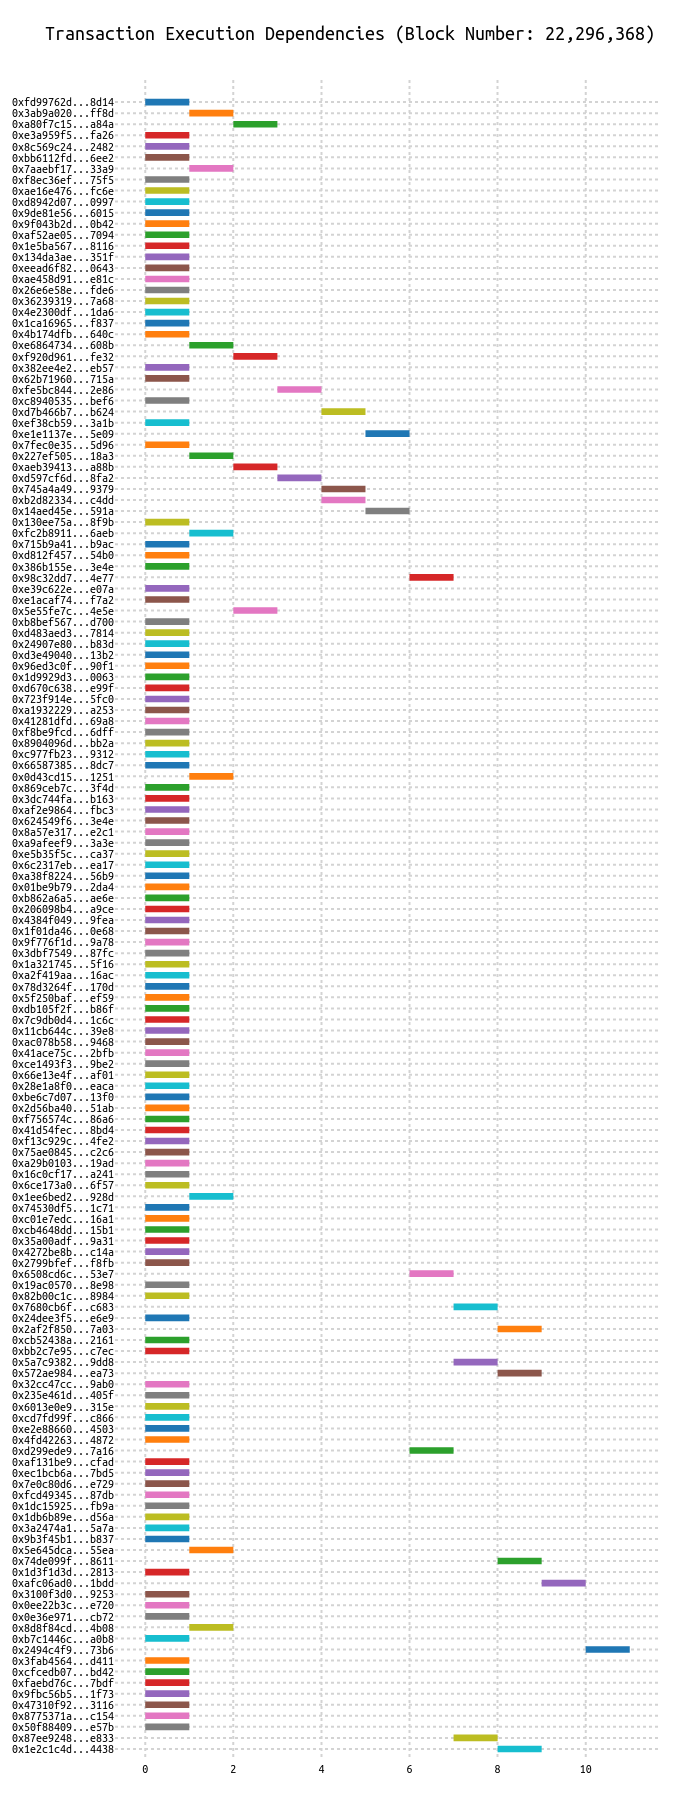 Transaction Execution Dependencies (Block Number: 22,296,368)
0xfd99762d...8d14
0x3ab9a020...ff8d
0xa80f7c15...a84a
0xe3a959f5...fa26
0x8c569c24...2482
0xbb6112fd...6ee2
0x7aaebf17...33a9
0xf8ec36ef...75f5
0xae16e476...fc6e
0xd8942d07...0997
0x9de81e56...6015
0x9f043b2d...0b42
0xaf52ae05...7094
0x1e5ba567...8116
0x134da3ae...351f
0xeead6f82...0643
0xae458d91...e81c
0x26e6e58e...fde6
0x36239319...7a68
0x4e2300df...1da6
0x1ca16965...f837
0x4b174dfb...640c
0xe6864734...608b
0xf920d961...fe32
0x382ee4e2...eb57
0x62b71960...715a
0xfe5bc844...2e86
0xc8940535...bef6
0xd7b466b7...b624
0xef38cb59...3a1b
0xe1e1137e...5e09
0x7fec0e35...5d96
0x227ef505...18a3
0xaeb39413...a88b
0xd597cf6d...8fa2
0x745a4a49...9379
0xb2d82334...c4dd
0x14aed45e...591a
0x130ee75a...8f9b
0xfc2b8911...6aeb
0x715b9a41...b9ac
0xd812f457...54b0
0x386b155e...3e4e
0x98c32dd7...4e77
0xe39c622e...e07a
0xe1acaf74...f7a2
0x5e55fe7c...4e5e
0xb8bef567...d700
0xd483aed3...7814
0x24907e80...b83d
0xd3e49040...13b2
0x96ed3c0f...90f1
0x1d9929d3...0063
0xd670c638...e99f
0x723f914e...5fc0
0xa1932229...a253
0x41281dfd...69a8
0xf8be9fcd...6dff
0x8904096d...bb2a
0xc977fb23...9312
0x66587385...8dc7
0x0d43cd15...1251
0x869ceb7c...3f4d
0x3dc744fa...b163
0xaf2e9864...fbc3
0x624549f6...3e4e
0x8a57e317...e2c1
0xa9afeef9...3a3e
0xe5b35f5c...ca37
0x6c2317eb...ea17
0xa38f8224...56b9
0x01be9b79...2da4
0xb862a6a5...ae6e
0x206098b4...a9ce
0x4384f049...9fea
0x1f01da46...0e68
0x9f776f1d...9a78
0x3dbf7549...87fc
0x1a321745...5f16
0xa2f419aa...16ac
0x78d3264f...170d
0x5f250baf...ef59
0xdb105f2f...b86f
0x7c9db0d4...1c6c
0x11cb644c...39e8
0xac078b58...9468
0x41ace75c...2bfb
0xce1493f3...9be2
0x66e13e4f...af01
0x28e1a8f0...eaca
0xbe6c7d07...13f0
0x2d56ba40...51ab
0xf756574c...86a6
0x41d54fec...8bd4
0xf13c929c...4fe2
0x75ae0845...c2c6
0xa29b0103...19ad
0x16c0cf17...a241
0x6ce173a0...6f57
0x1ee6bed2...928d
0x74530df5...1c71
0xc01e7edc...16a1
0xcb4648dd...15b1
0x35a00adf...9a31
0x4272be8b...c14a
0x2799bfef...f8fb
0x6508cd6c...53e7
0x19ac0570...8e98
0x82b00c1c...8984
0x7680cb6f...c683
0x24dee3f5...e6e9
0x2af2f850...7a03
0xcb52438a...2161
0xbb2c7e95...c7ec
0x5a7c9382...9dd8
0x572ae984...ea73
0x32cc47cc...9ab0
0x235e461d...405f
0x6013e0e9...315e
0xcd7fd99f...c866
0xe2e88660...4503
0x4fd42263...4872
0xd299ede9...7a16
0xaf131be9...cfad
0xec1bcb6a...7bd5
0x7e0c80d6...e729
0xfcd49345...87db
0x1dc15925...fb9a
0x1db6b89e...d56a
0x3a2474a1...5a7a
0x9b3f45b1...b837
0x5e645dca...55ea
0x74de099f...8611
0x1d3f1d3d...2813
0xafc06ad0...1bdd
0x3100f3d0...9253
0x0ee22b3c...e720
0x0e36e971...cb72
0x8d8f84cd...4b08
0xb7c1446c...a0b8
0x2494c4f9...73b6
0x3fab4564...d411
0xcfcedb07...bd42
0xfaebd76c...7bdf
0x9fbc56b5...1f73
0x47310f92...3116
0x8775371a...c154
0x50f88409...e57b
0x87ee9248...e833
0x1e2c1c4d...4438
0 2 4 6 8 10